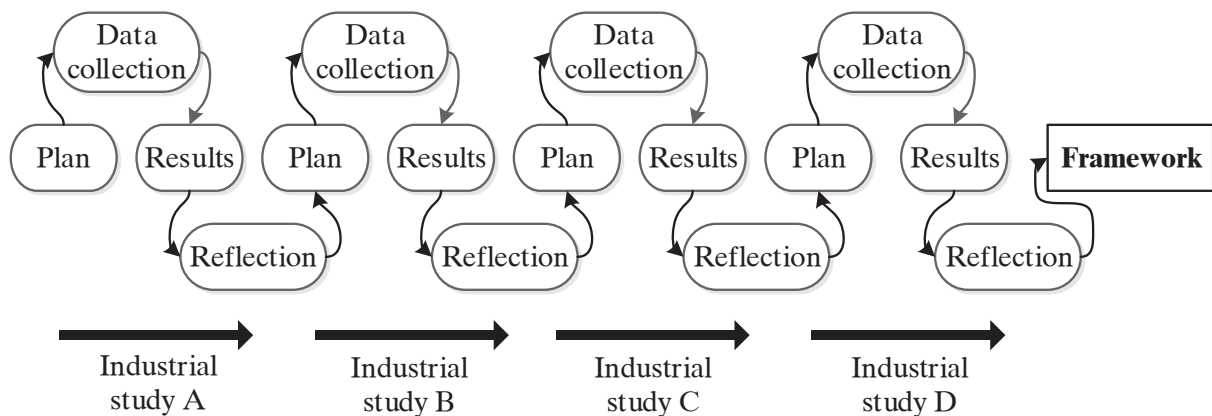 Data
collection
Data
collection
Data
collection
Data
collection
Plan
Results
Plan
Results
Plan
Results
Plan
Results
Framework
Reflection
Reflection
Reflection
Reflection
Industrial
study A
Industrial
study B
Industrial
study C
Industrial
study D